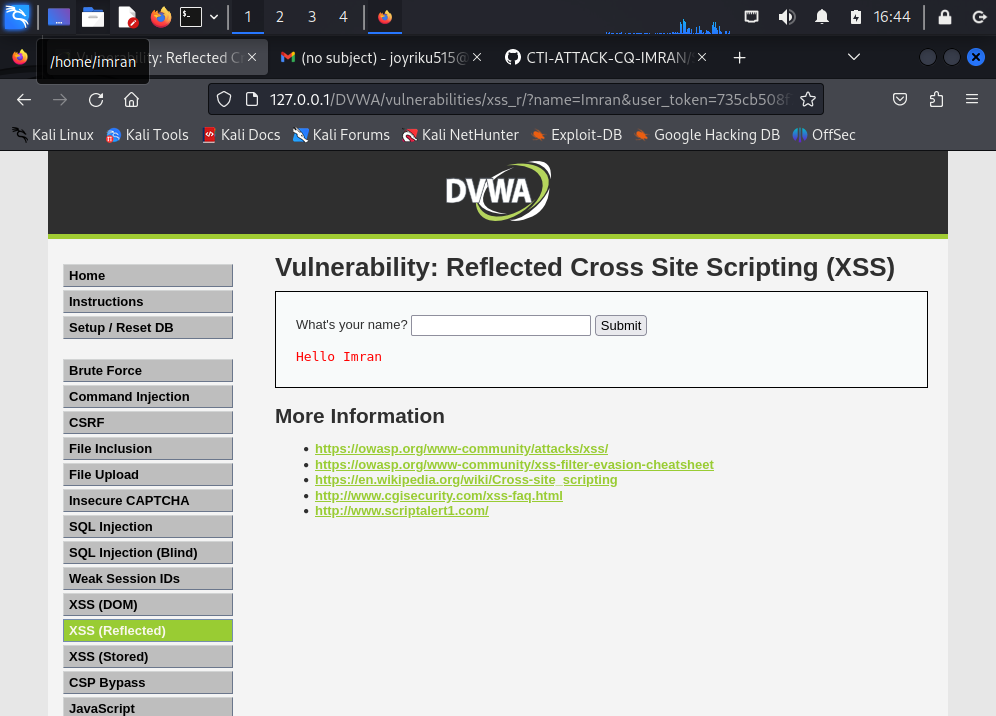 1 2 3 4 16:44
Vulnerability: Reflected C (no subject) - joyriku515@ CTI-ATTACK-CQ-IMRAN/
/home/imran
127.0.0.1/DVWA/vulnerabilities/xss_r/?name=Imran&user_token=735cb508f
Kali Linux Kali Tools Kali Docs Kali Forums Kali NetHunter Exploit-DB Google Hacking DB OffSec
DVWA
Home
Instructions
Setup / Reset DB
Brute Force
Command Injection
CSRF
File Inclusion
File Upload
Insecure CAPTCHA
SQL Injection
SQL Injection (Blind)
Weak Session IDs
XSS (DOM)
XSS (Reflected)
XSS (Stored)
CSP Bypass
JavaScript
Vulnerability: Reflected Cross Site Scripting (XSS)
What's your name? Submit
Hello Imran
More Information
https://owasp.org/www-community/attacks/xss/
https://owasp.org/www-community/xss-filter-evasion-cheatsheet
https://en.wikipedia.org/wiki/Cross-site_scripting
http://www.cgisecurity.com/xss-faq.html
http://www.scriptalert1.com/